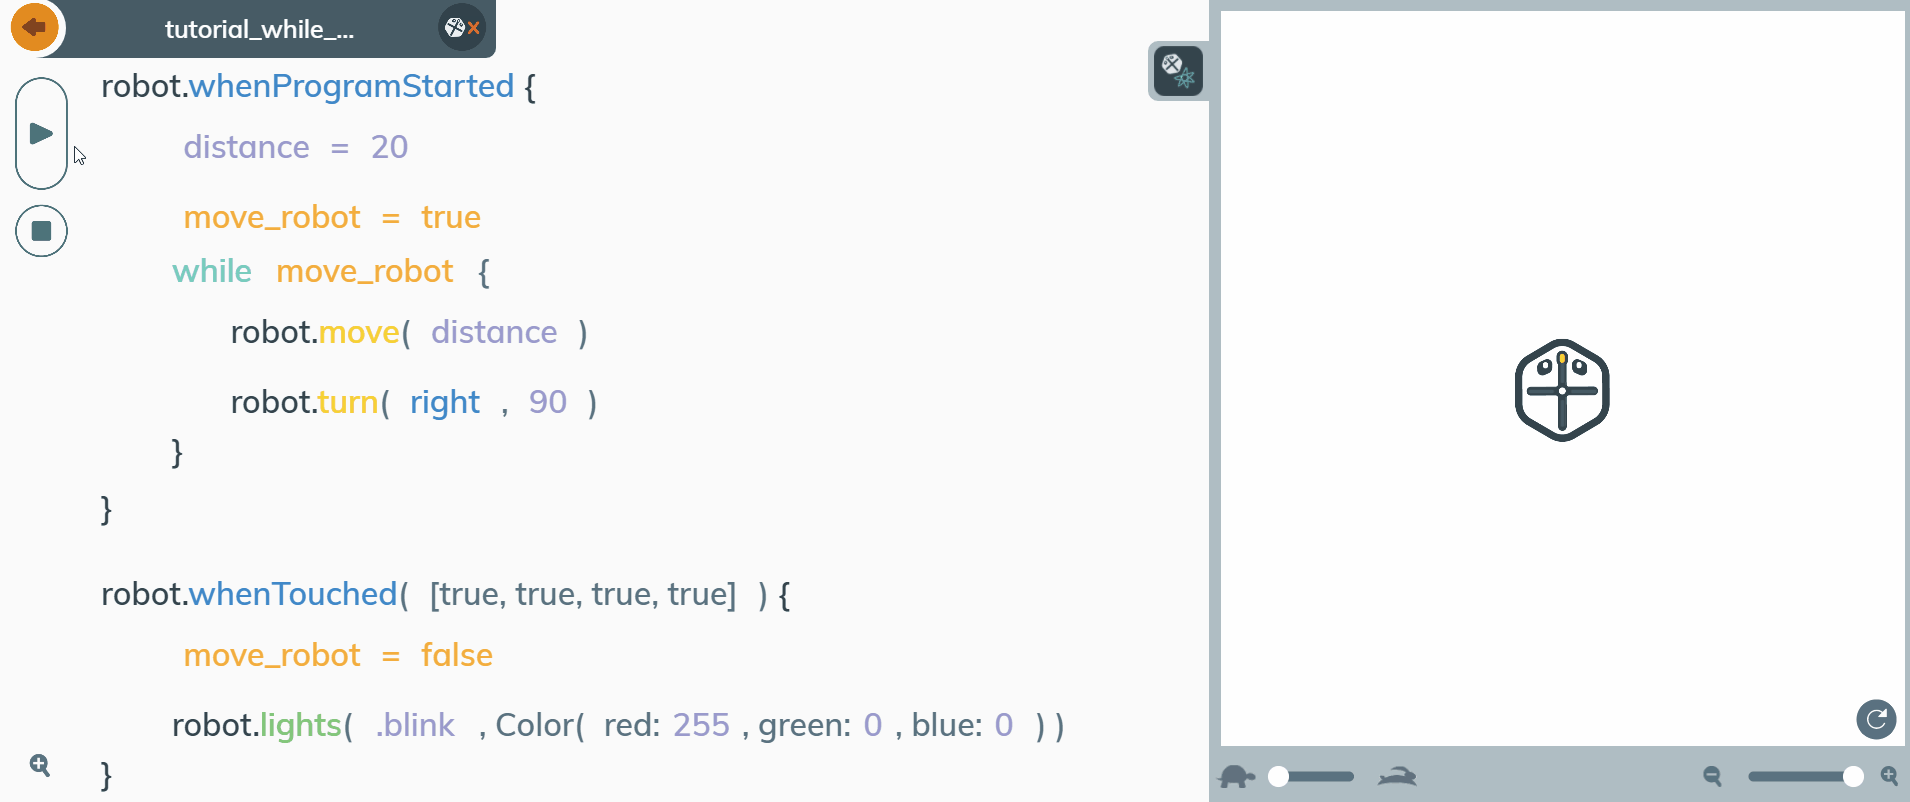 tutorial_while_...
robot.whenProgramStarted {
distance = 20
move_robot = true
while move_robot {
robot.move( distance )
robot.turn( right , 90 )
}
}
robot.whenTouched( [true, true, true, true] ) {
move_robot = false
robot.lights( .blink , Color( red: 255 , green: 0 , blue: 0 ) )
}